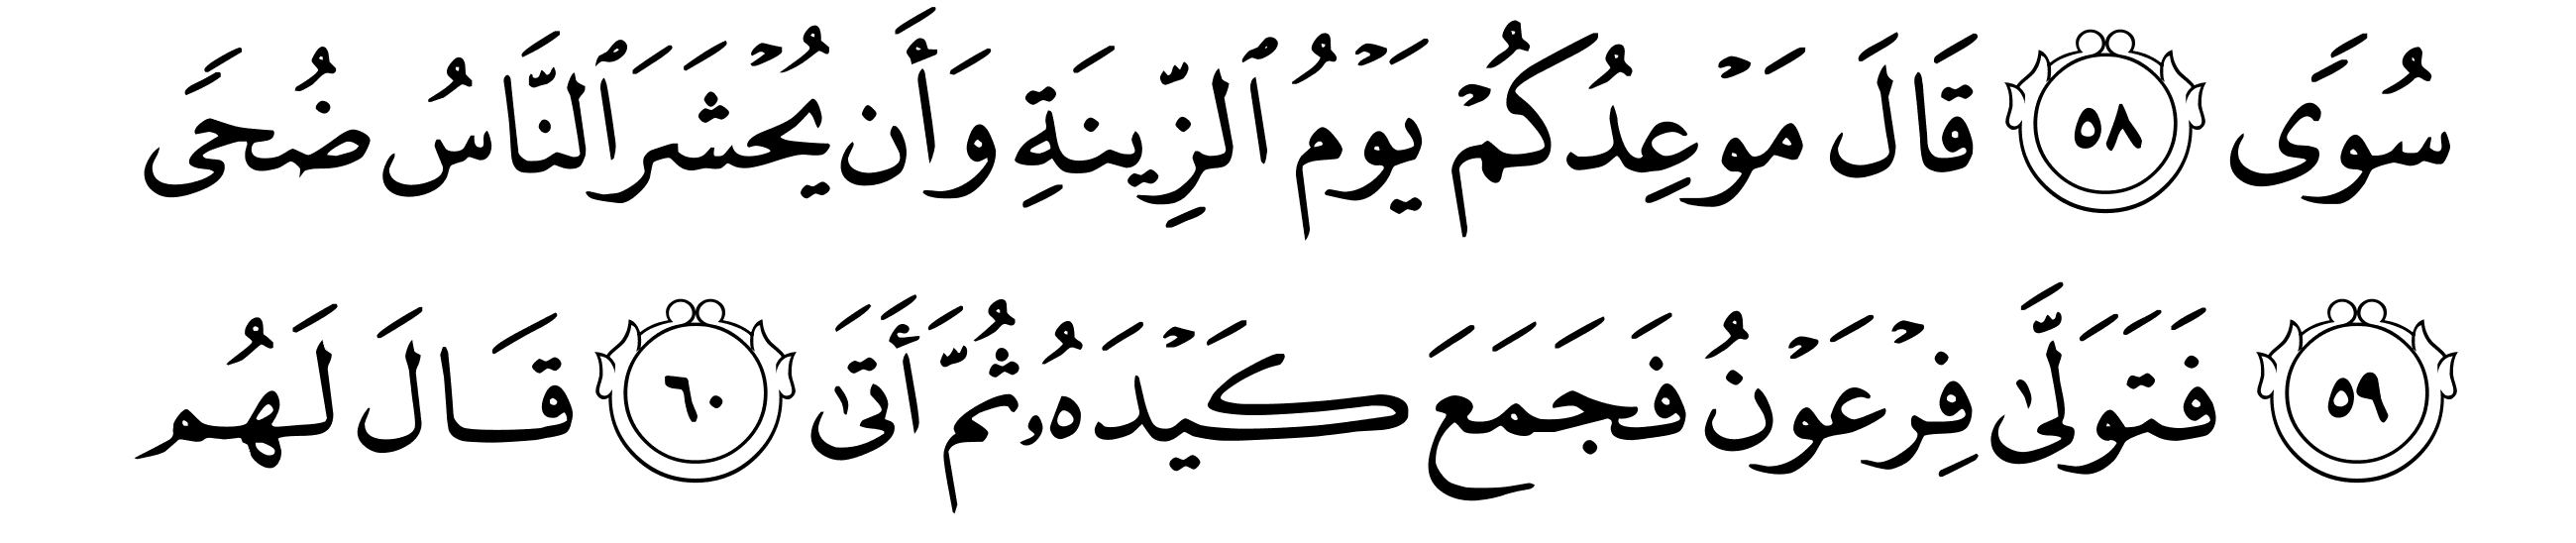 سُوٗى ٥٨ قَالَ مَوۡعِدُكُمۡ يَوۡمُ ٱلزِّينَةِ وَأَن يُحۡشَرَ ٱلنَّاسُ ضُحٗى
٥٩ فَتَوَلَّىٰ فِرۡعَوۡنُ فَجَمَعَ كَيۡدَهُۥ ثُمَّ أَتَىٰ ٦٠ قَالَ لَهُم